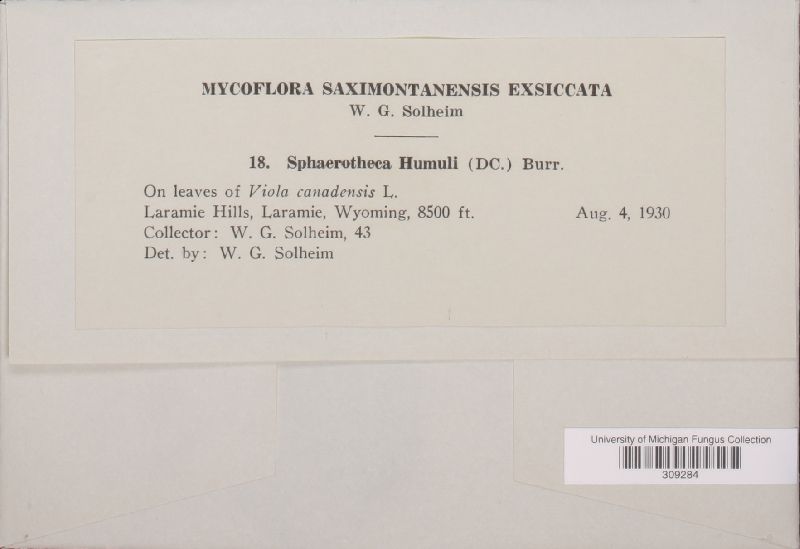 MYCOFLORA SAXIMONTANENSIS EXSICCATA
W. G. Solheim
18. Sphaerotheca Humuli (DC.) Burr.
On leaves of Viola canadensis L.
Laramie Hills, Laramie, Wyoming, 8500 ft. Aug. 4, 1930
Collector: W. G. Solheim, 43
Det. by: W. G. Solheim
University of Michigan Fungus Collection
309284